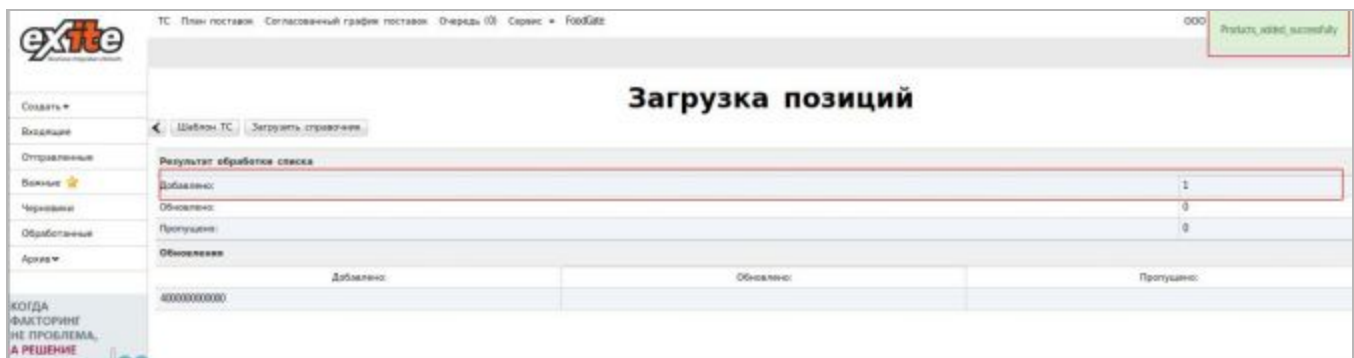 ТС План поставок Согласованный график поставок Очередь (0) Сервис FoodGate
ООО
Products_added_successfully
exite
Загрузка позиций
Создать
Входящие
Отправленные
Важные
Черновики
Обработанные
Архив
Шаблон ТС Загрузить справочник
Результат обработки списка
Добавлено: 1
Обновлено: 0
Пропущено: 0
Обновления
Добавлено: Обновлено: Пропущено:
4000000000000
КОГДА
ФАКТОРИНГ
НЕ ПРОБЛЕМА,
А РЕШЕНИЕ